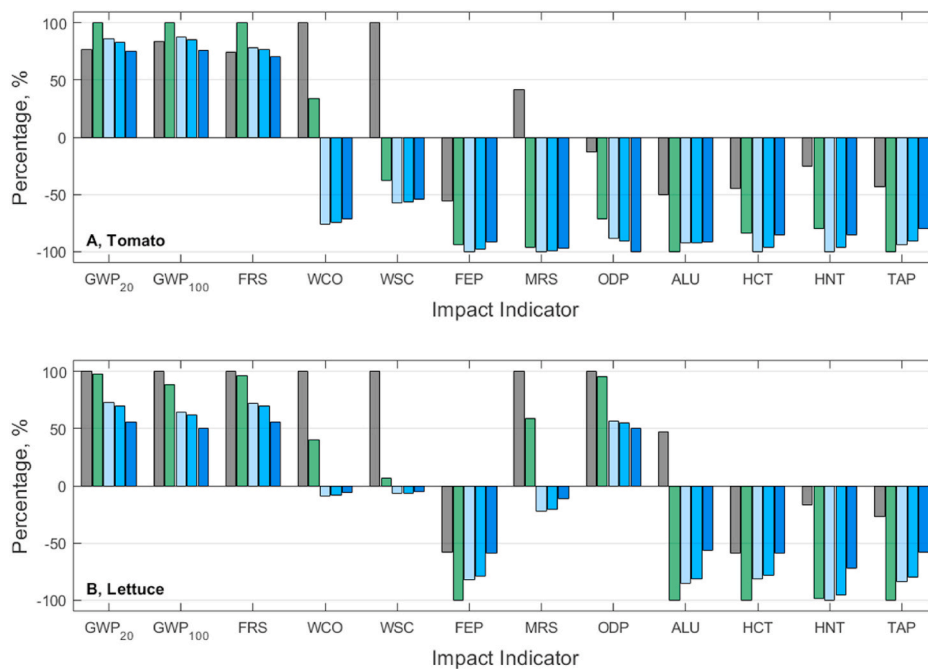 100
50
0
-50
-100
Percentage, %
A, Tomato
GWP20 GWP100 FRS WCO WSC FEP MRS ODP ALU HCT HNT TAP
Impact Indicator
100
50
0
-50
-100
Percentage, %
B, Lettuce
GWP20 GWP100 FRS WCO WSC FEP MRS ODP ALU HCT HNT TAP
Impact Indicator